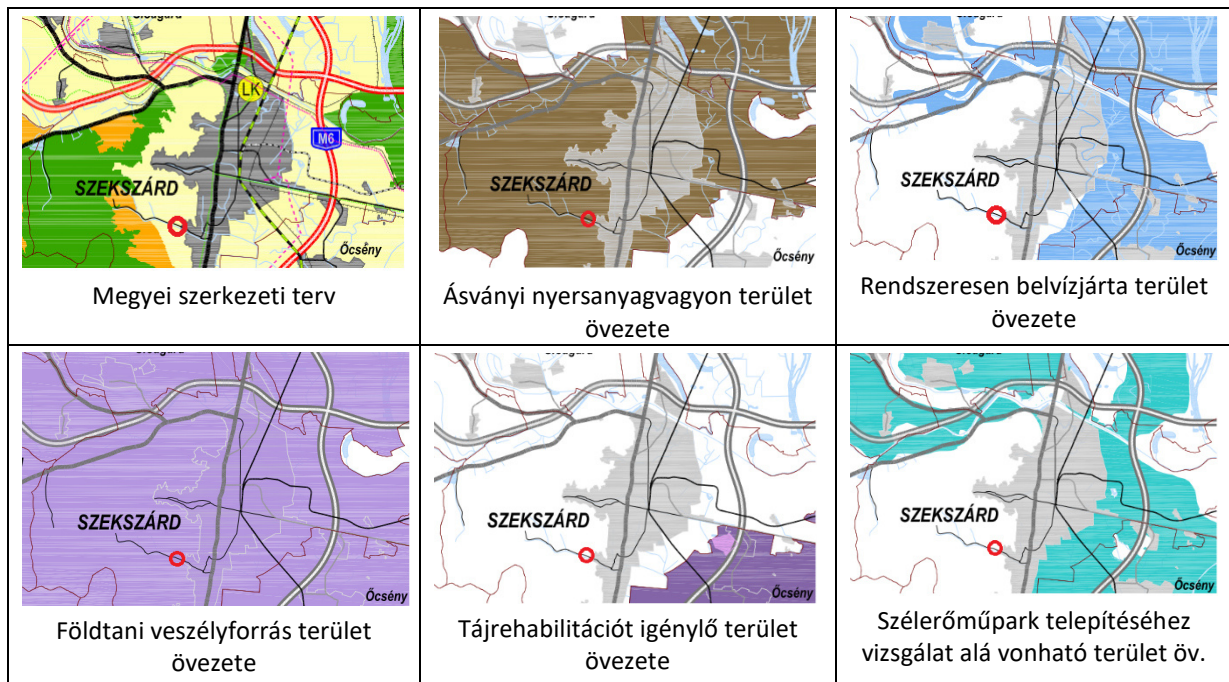 LK
M6
SZEKSZÁRD
Őcsény
Megyei szerkezeti terv
SZEKSZÁRD
Őcsény
Ásványi nyersanyagvagyon terület
övezete
SZEKSZÁRD
Őcsény
Rendszeresen belvízjárta terület
övezete
SZEKSZÁRD
Őcsény
Földtani veszélyforrás terület
övezete
SZEKSZÁRD
Őcsény
Tájrehabilitációt igénylő terület
övezete
SZEKSZÁRD
Őcsény
Szélerőműpark telepítéséhez
vizsgálat alá vonható terület öv.